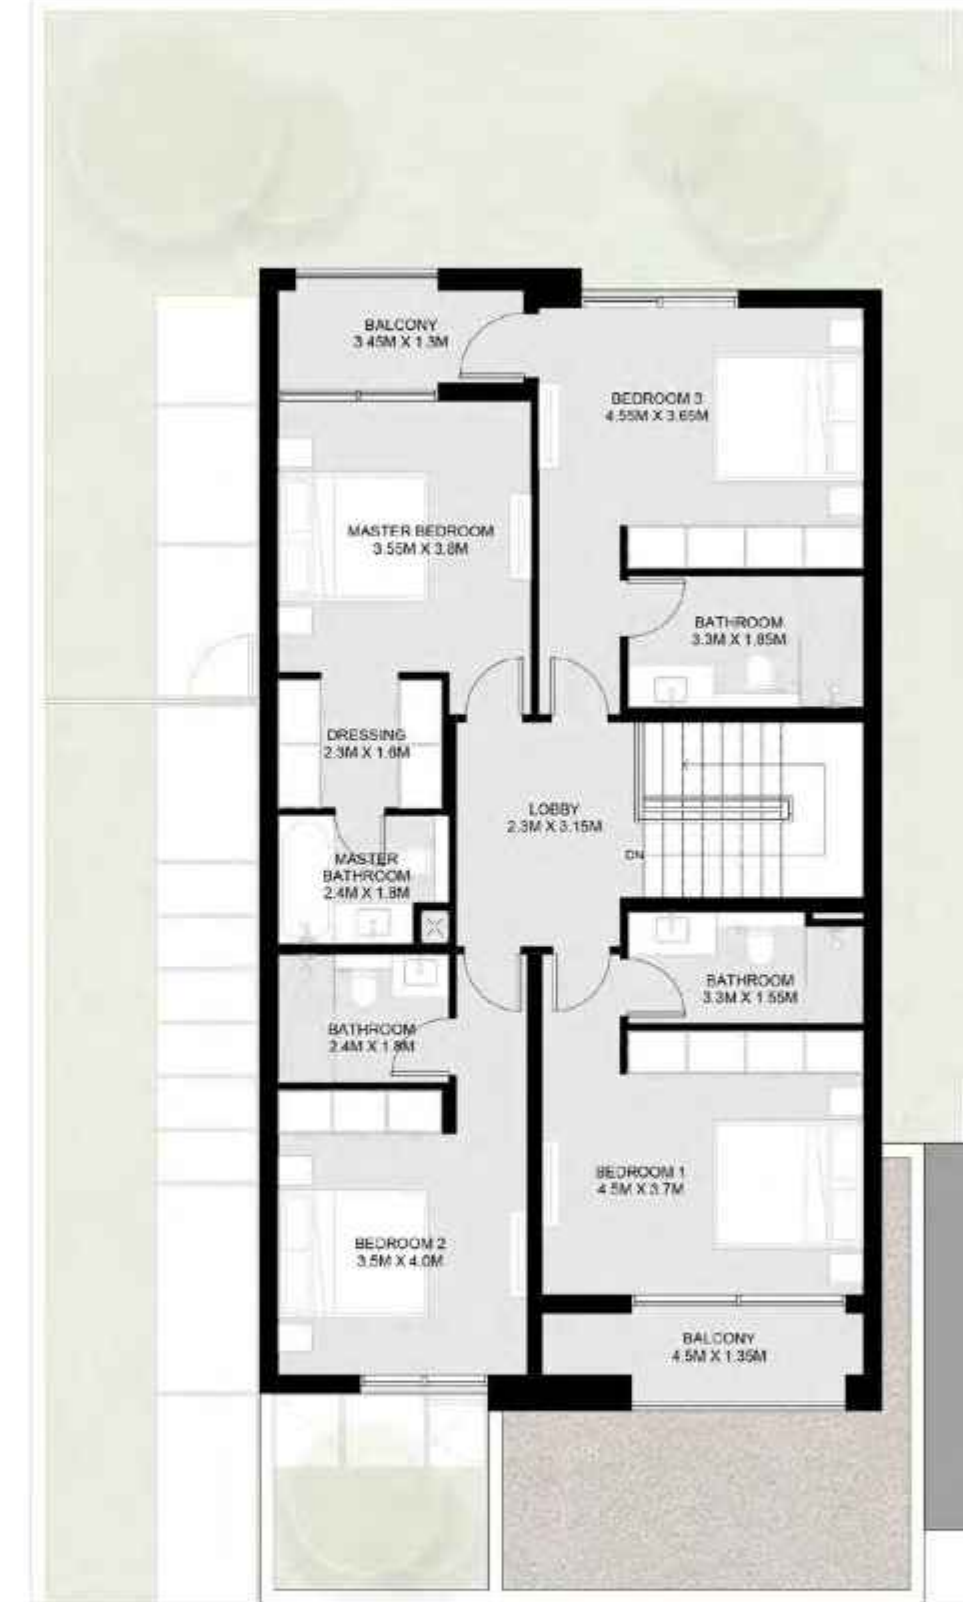 BALCONY
3.45M X 1.3M
BEDROOM 3
4.55M X 3.65M
MASTER BEDROOM
3.55M X 3.8M
BATHROOM
3.3M X 1.85M
DRESSING
2.3M X 1.6M
LOBBY
2.3M X 3.15M
DN
MASTER
BATHROOM
2.4M X 1.8M
BATHROOM
3.3M X 1.55M
BATHROOM
2.4M X 1.8M
BEDROOM 1
4.5M X 3.7M
BEDROOM 2
3.5M X 4.0M
BALCONY
4.5M X 1.35M